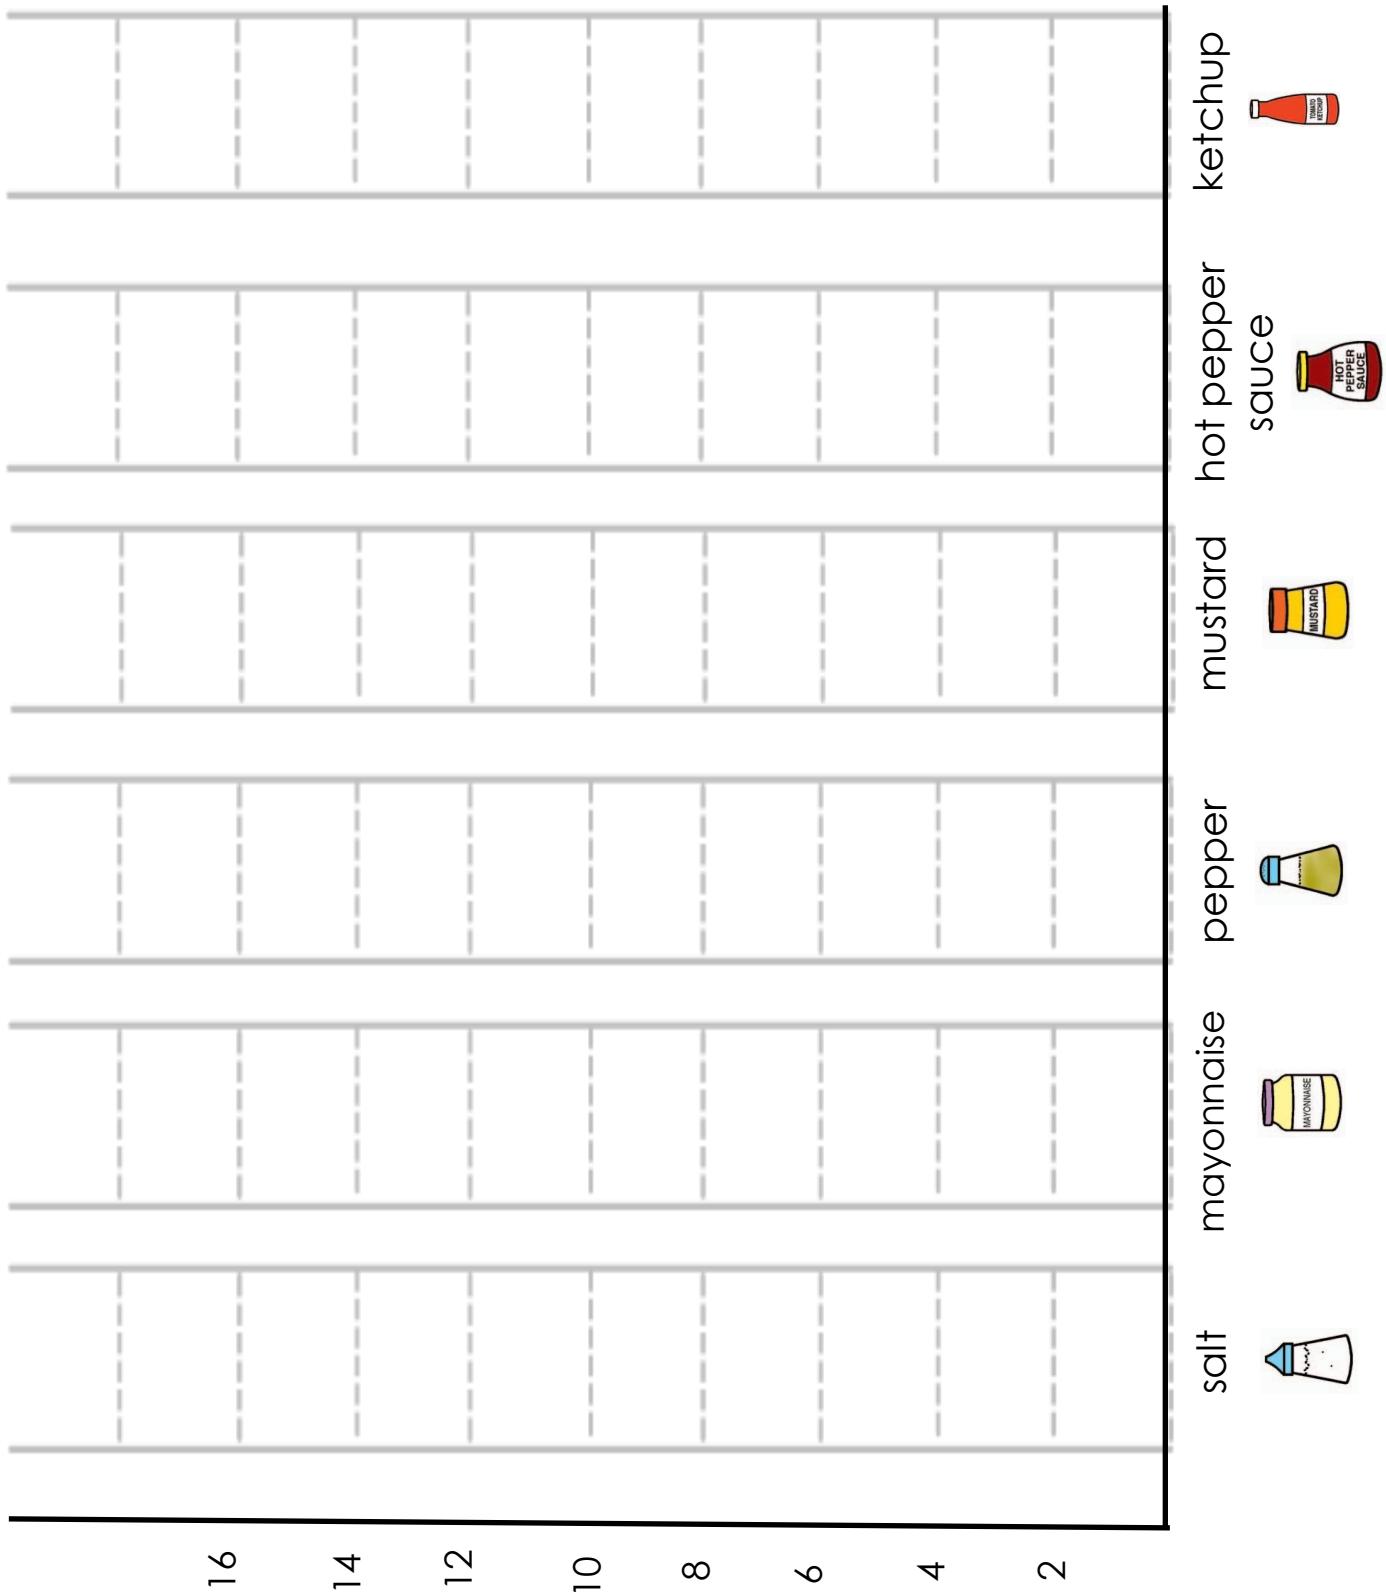 16
14
12
10
8
6
4
2
salt
mayonnaise
pepper
mustard
hot pepper
sauce
ketchup
MAYONNAISE
MUSTARD
HOT
PEPPER
SAUCE
TOMATO
KETCHUP